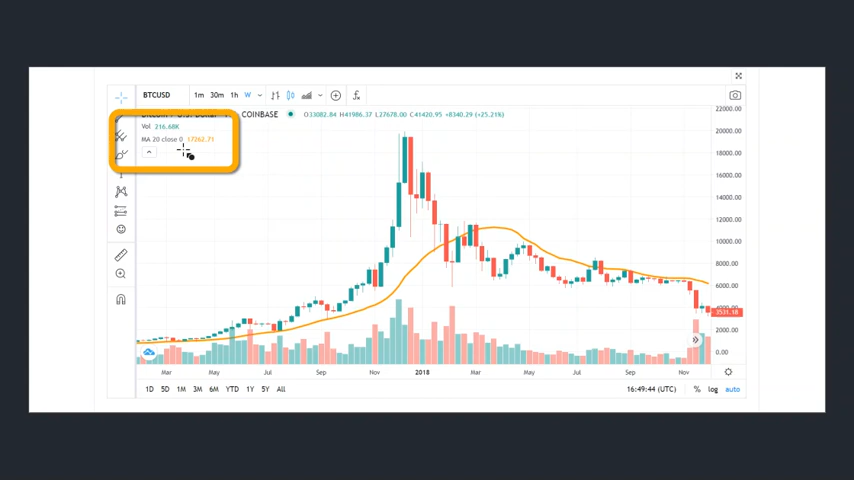 BTCUSD 1m 30m 1h W
COINBASE O33082.84 H41986.37 L27678.00 C41420.95 +8340.29 (+25.21%)
Vol 216.68K
MA 20 close 0 17262.71
22000.00
20000.00
18000.00
16000.00
14000.00
12000.00
10000.00
8000.00
6000.00
4000.00
3531.18
2000.00
0.00
Mar May Jul Sep Nov 2018 Mar May Jul Sep Nov
1D 5D 1M 3M 6M YTD 1Y 5Y All 16:49:44 (UTC) % log auto